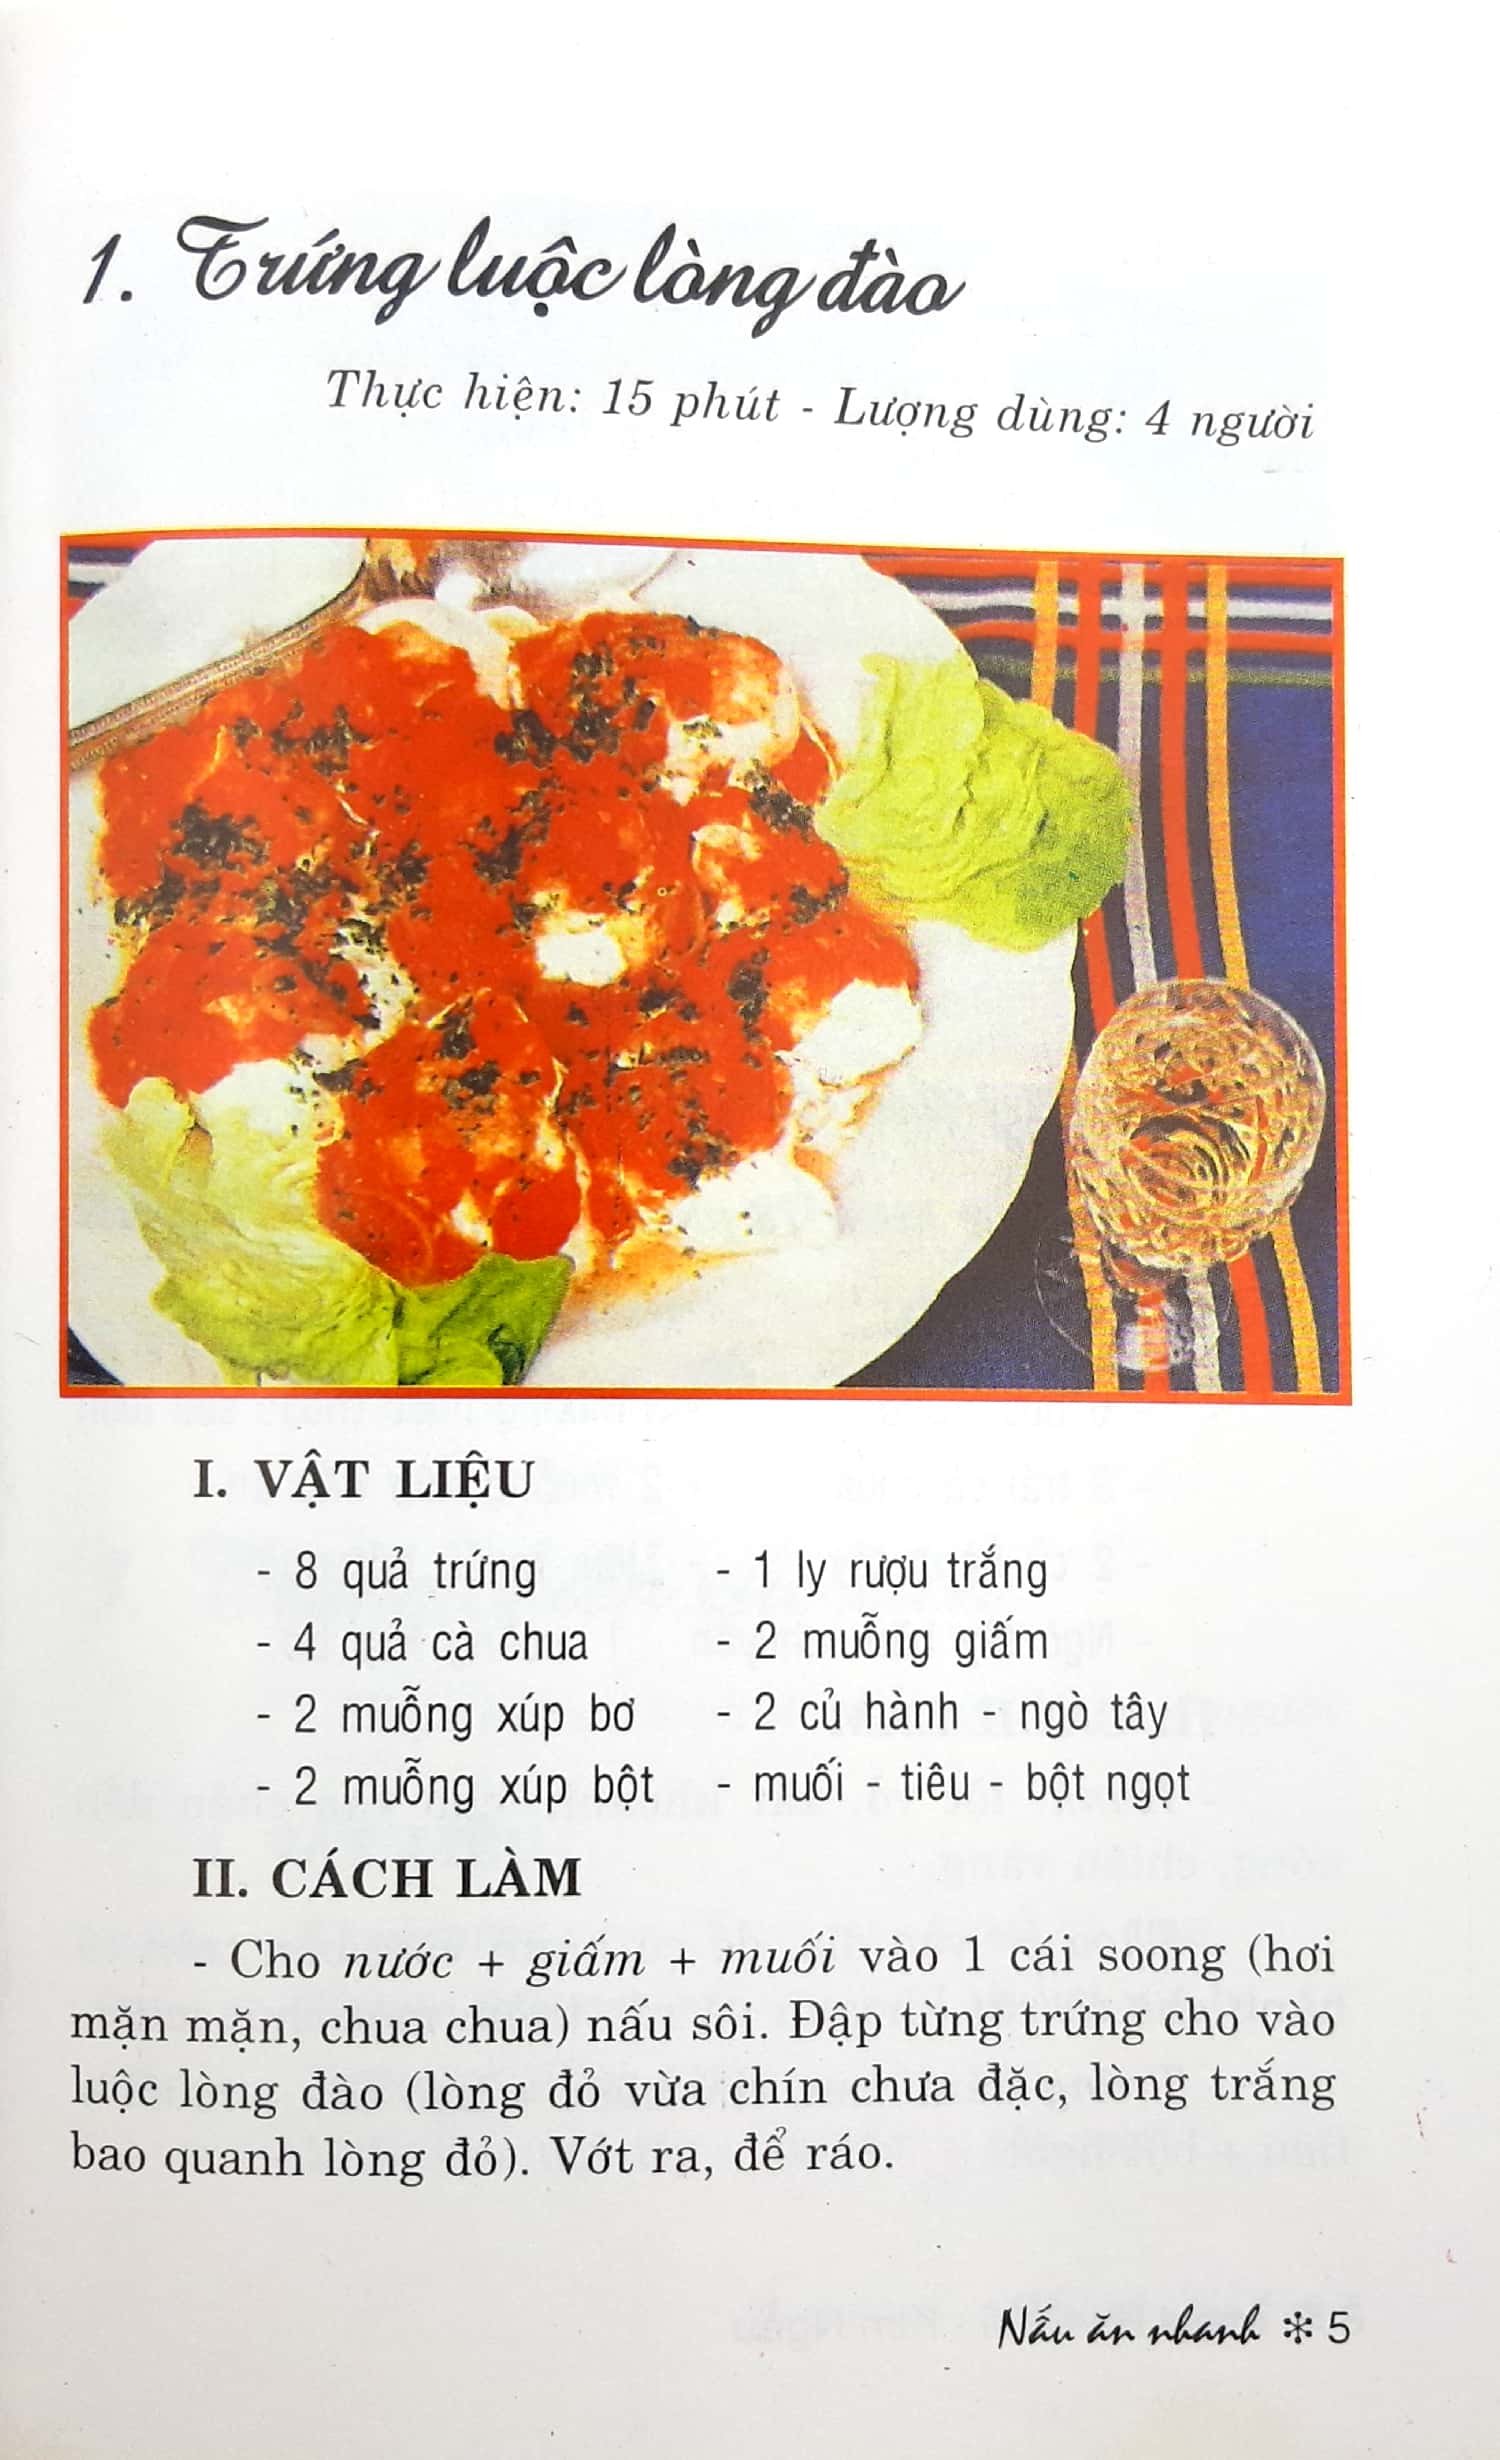 1. Trứng luộc lòng đào
Thực hiện: 15 phút - Lượng dùng: 4 người
I. VẬT LIỆU
- 8 quả trứng
- 4 quả cà chua
- 2 muỗng xúp bơ
- 2 muỗng xúp bột
- 1 ly rượu trắng
- 2 muỗng giấm
- 2 củ hành - ngò tây
- muối - tiêu - bột ngọt
II. CÁCH LÀM
- Cho nước + giấm + muối vào 1 cái soong (hơi
mặn mặn, chua chua) nấu sôi. Đập từng trứng cho vào
luộc lòng đào (lòng đỏ vừa chín chưa đặc, lòng trắng
bao quanh lòng đỏ). Vớt ra, để ráo.
Nấu ăn nhanh ✻ 5